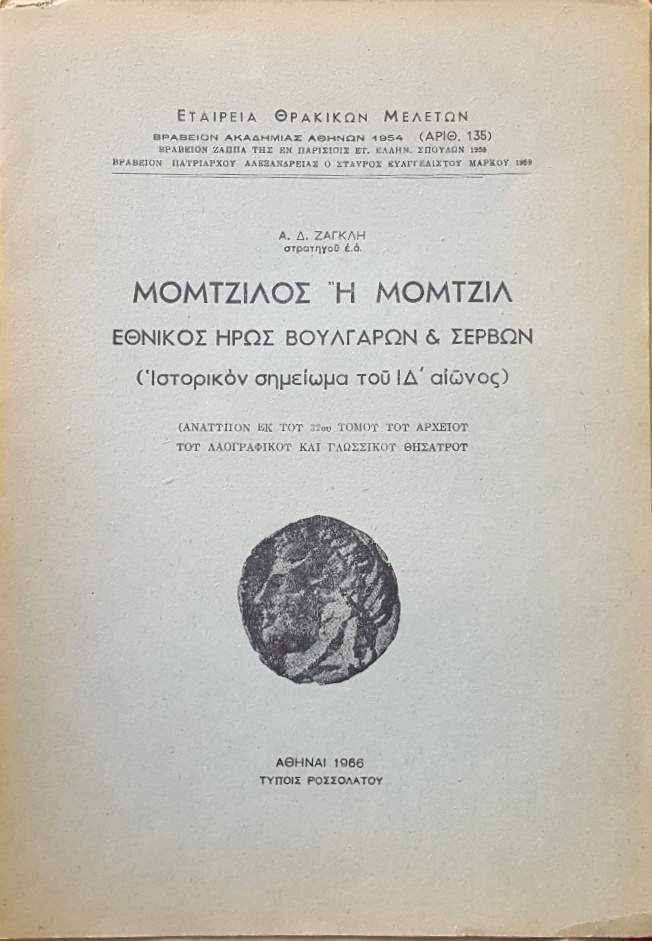 ΕΤΑΙΡΕΙΑ ΘΡΑΚΙΚΩΝ ΜΕΛΕΤΩΝ
ΒΡΑΒΕΙΟΝ ΑΚΑΔΗΜΙΑΣ ΑΘΗΝΩΝ 1954 (ΑΡΙΘ. 135)
ΒΡΑΒΕΙΟΝ ΖΑΠΠΑ ΤΗΣ ΕΝ ΠΑΡΙΣΙΟΙΣ ΕΤ. ΕΛΛΗΝ. ΣΠΟΥΔΩΝ 1958
ΒΡΑΒΕΙΟΝ ΠΑΤΡΙΑΡΧΟΥ ΑΛΕΞΑΝΔΡΕΙΑΣ Ο ΣΤΑΥΡΟΣ ΕΥΑΓΓΕΛΙΣΤΟΥ ΜΑΡΚΟΥ 1959
Α. Δ. ΖΑΓΚΛΗ
στρατηγοῦ ἐ.ἀ.
ΜΟΜΤΖΙΛΟΣ Ἢ ΜΟΜΤΖΙΛ
ΕΘΝΙΚΟΣ ΗΡΩΣ ΒΟΥΛΓΑΡΩΝ & ΣΕΡΒΩΝ
(Ἱστορικὸν σημείωμα τοῦ ΙΔ' αἰῶνος)
(ΑΝΑΤΥΠΟΝ ΕΚ ΤΟΥ 32ου ΤΟΜΟΥ ΤΟΥ ΑΡΧΕΙΟΥ
ΤΟΥ ΛΑΟΓΡΑΦΙΚΟΥ ΚΑΙ ΓΛΩΣΣΙΚΟΥ ΘΗΣΑΥΡΟΥ
ΑΘΗΝΑΙ 1966
ΤΥΠΟΙΣ ΡΟΣΣΟΛΑΤΟΥ